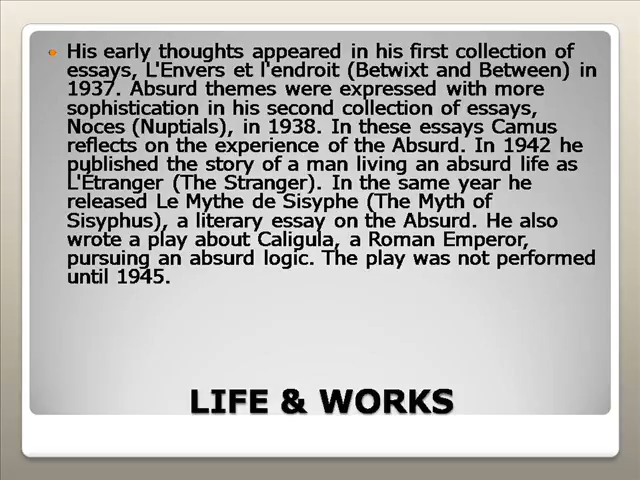 His early thoughts appeared in his first collection of
essays, L'Envers et l'endroit (Betwixt and Between) in
1937. Absurd themes were expressed with more
sophistication in his second collection of essays,
Noces (Nuptials), in 1938. In these essays Camus
reflects on the experience of the Absurd. In 1942 he
published the story of a man living an absurd life as
L'Étranger (The Stranger). In the same year he
released Le Mythe de Sisyphe (The Myth of
Sisyphus), a literary essay on the Absurd. He also
wrote a play about Caligula, a Roman Emperor,
pursuing an absurd logic. The play was not performed
until 1945.
LIFE & WORKS